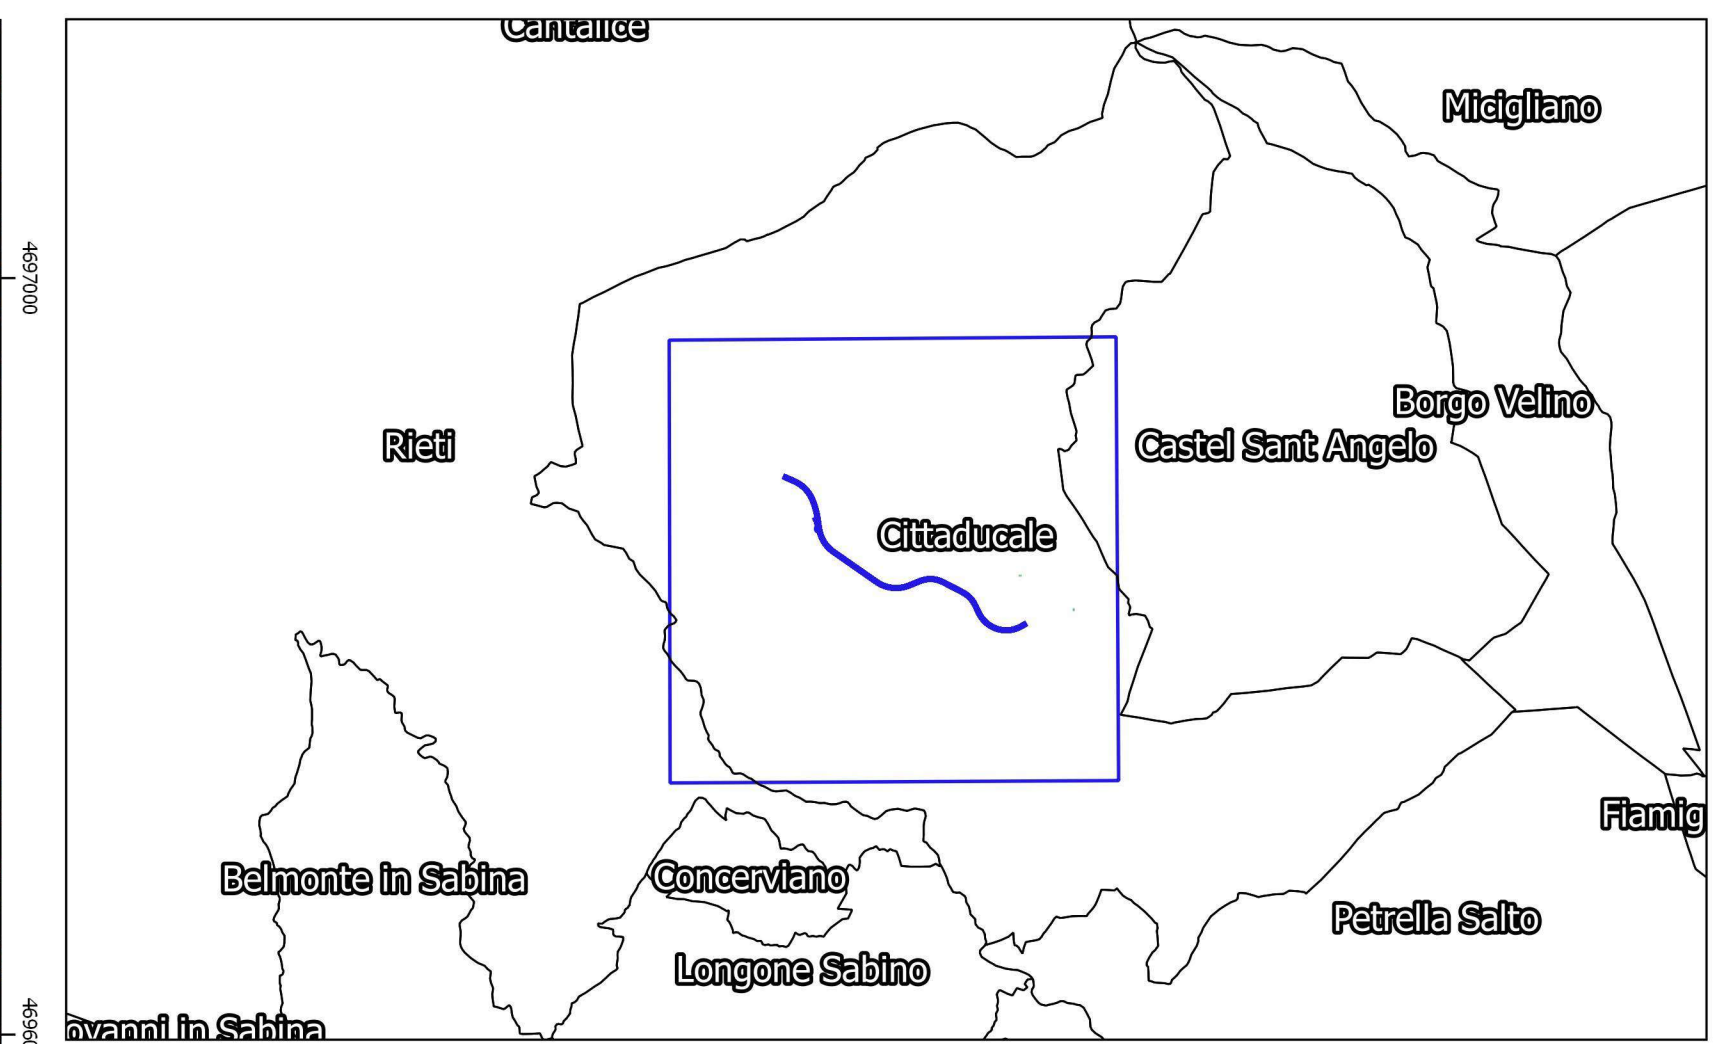 Cantalice
Micigliano
4697000
Borgo Velino
Rieti
Castel Sant Angelo
Cittaducale
Fiamig
Belmonte in Sabina
Concerviano
Petrella Salto
Longone Sabino
ovanni in Sabina
4696